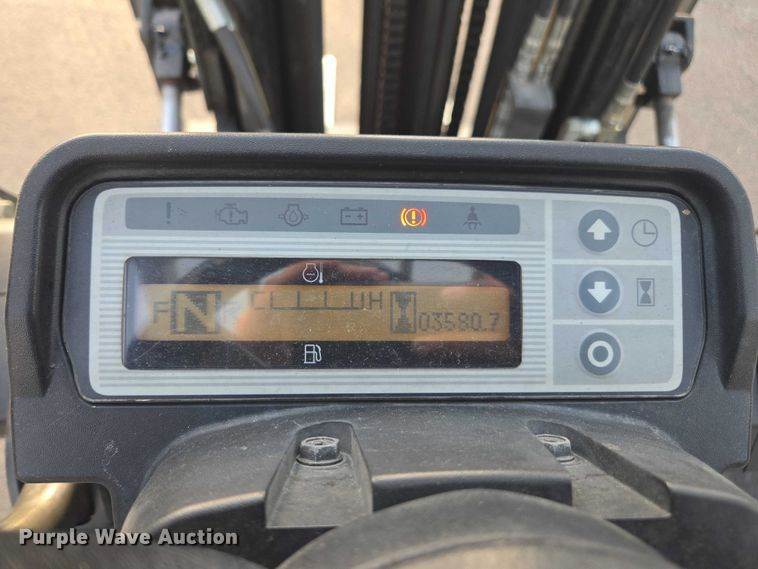 F N C H 03580.7
Purple Wave Auction®